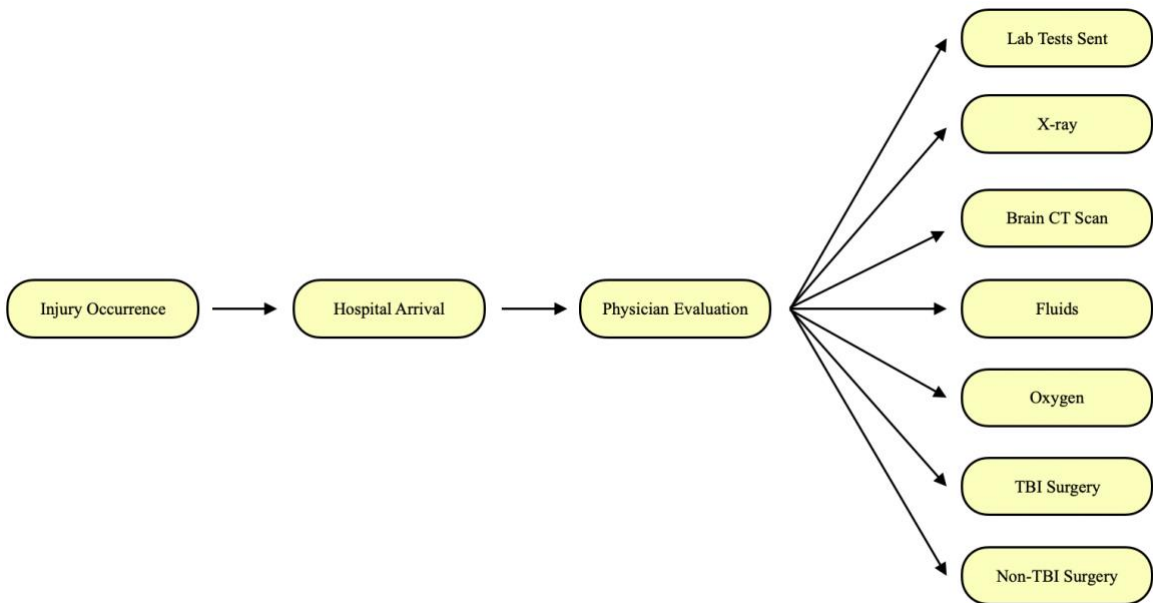 Lab Tests Sent
X-ray
Brain CT Scan
Injury Occurrence
Hospital Arrival
Physician Evaluation
Fluids
Oxygen
TBI Surgery
Non-TBI Surgery